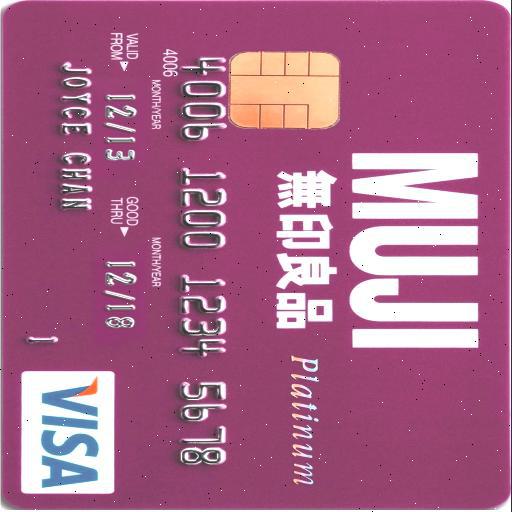 MUJI
無印良品 Platinum
4006 1200 1234 5678
4006
MONTH/YEAR MONTH/YEAR
VALID FROM 12/13 GOOD THRU 12/18
JOYCE CHAN
1
VISA